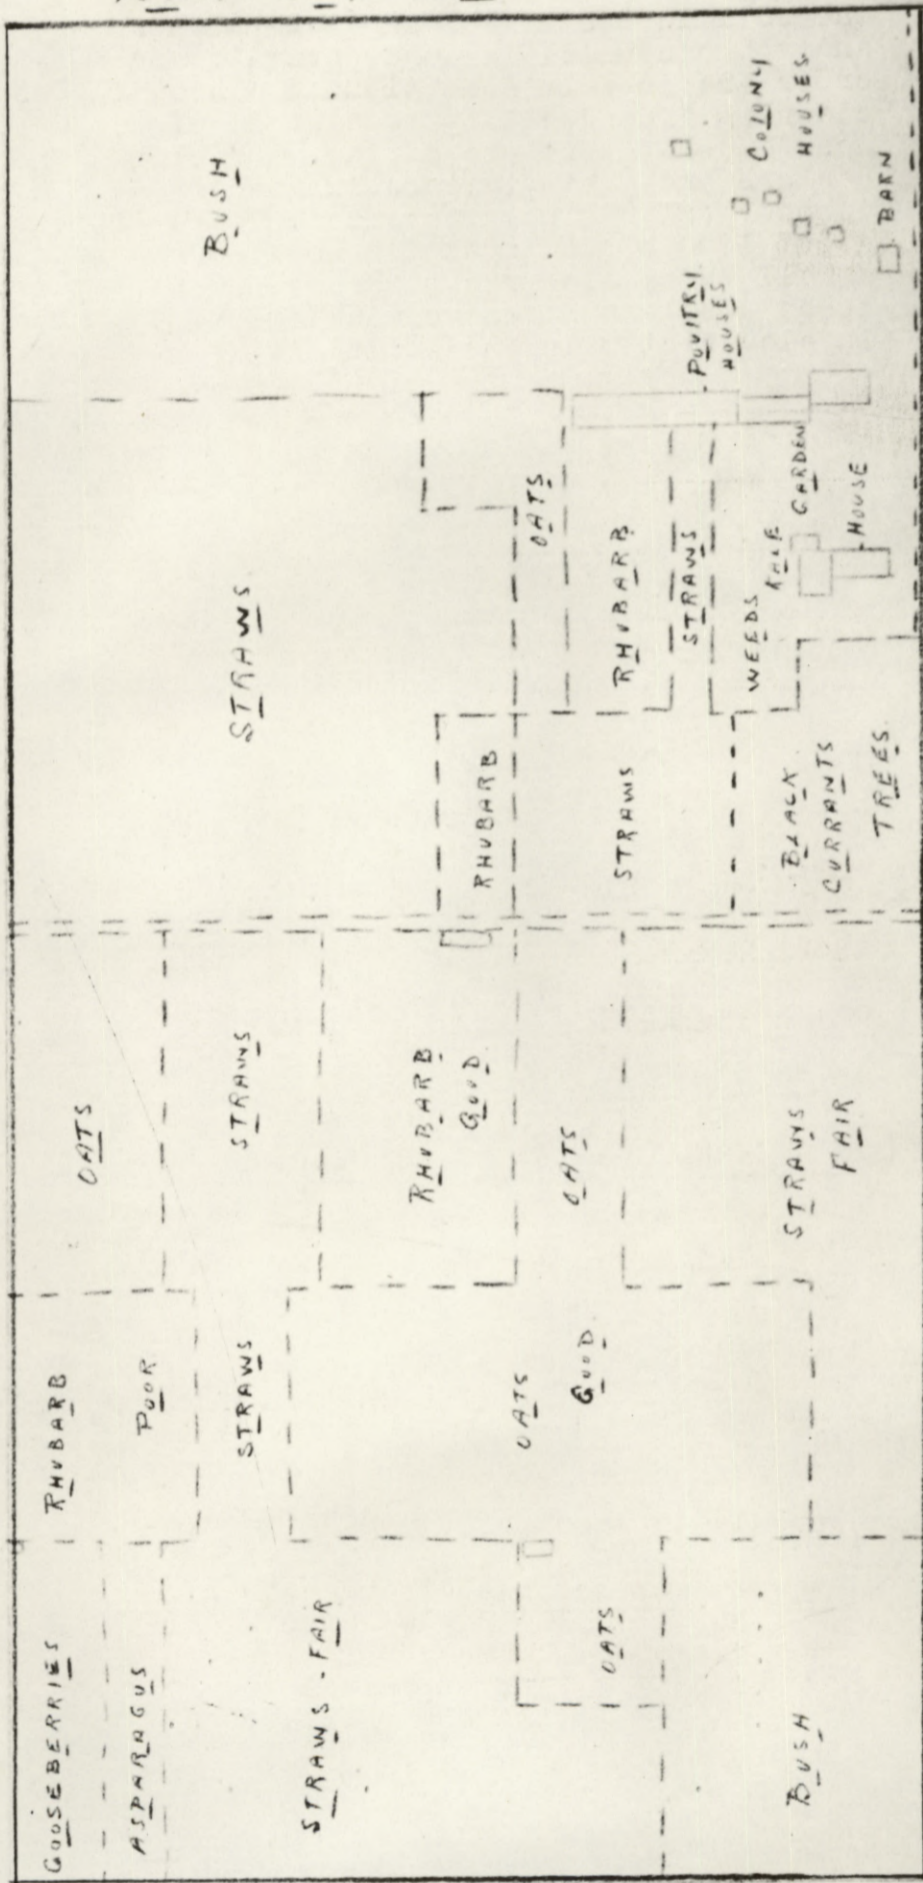 GOOSEBERRIES
ASPARAGUS
RHUBARB
POOR
OATS
STRAWS
STRAWS
STRAWS
BUSH
STRAWS - FAIR
RHUBARB
GOOD
RHUBARB
OATS
OATS
GOOD
OATS
OATS
RHUBARB
STRAWS
STRAWS
POULTRY
HOUSES
WEEDS
KALE
GARDEN
HOUSE
COLONY
HOUSES
BARN
BUSH
STRAWS
FAIR
BLACK
CURRANTS
TREES